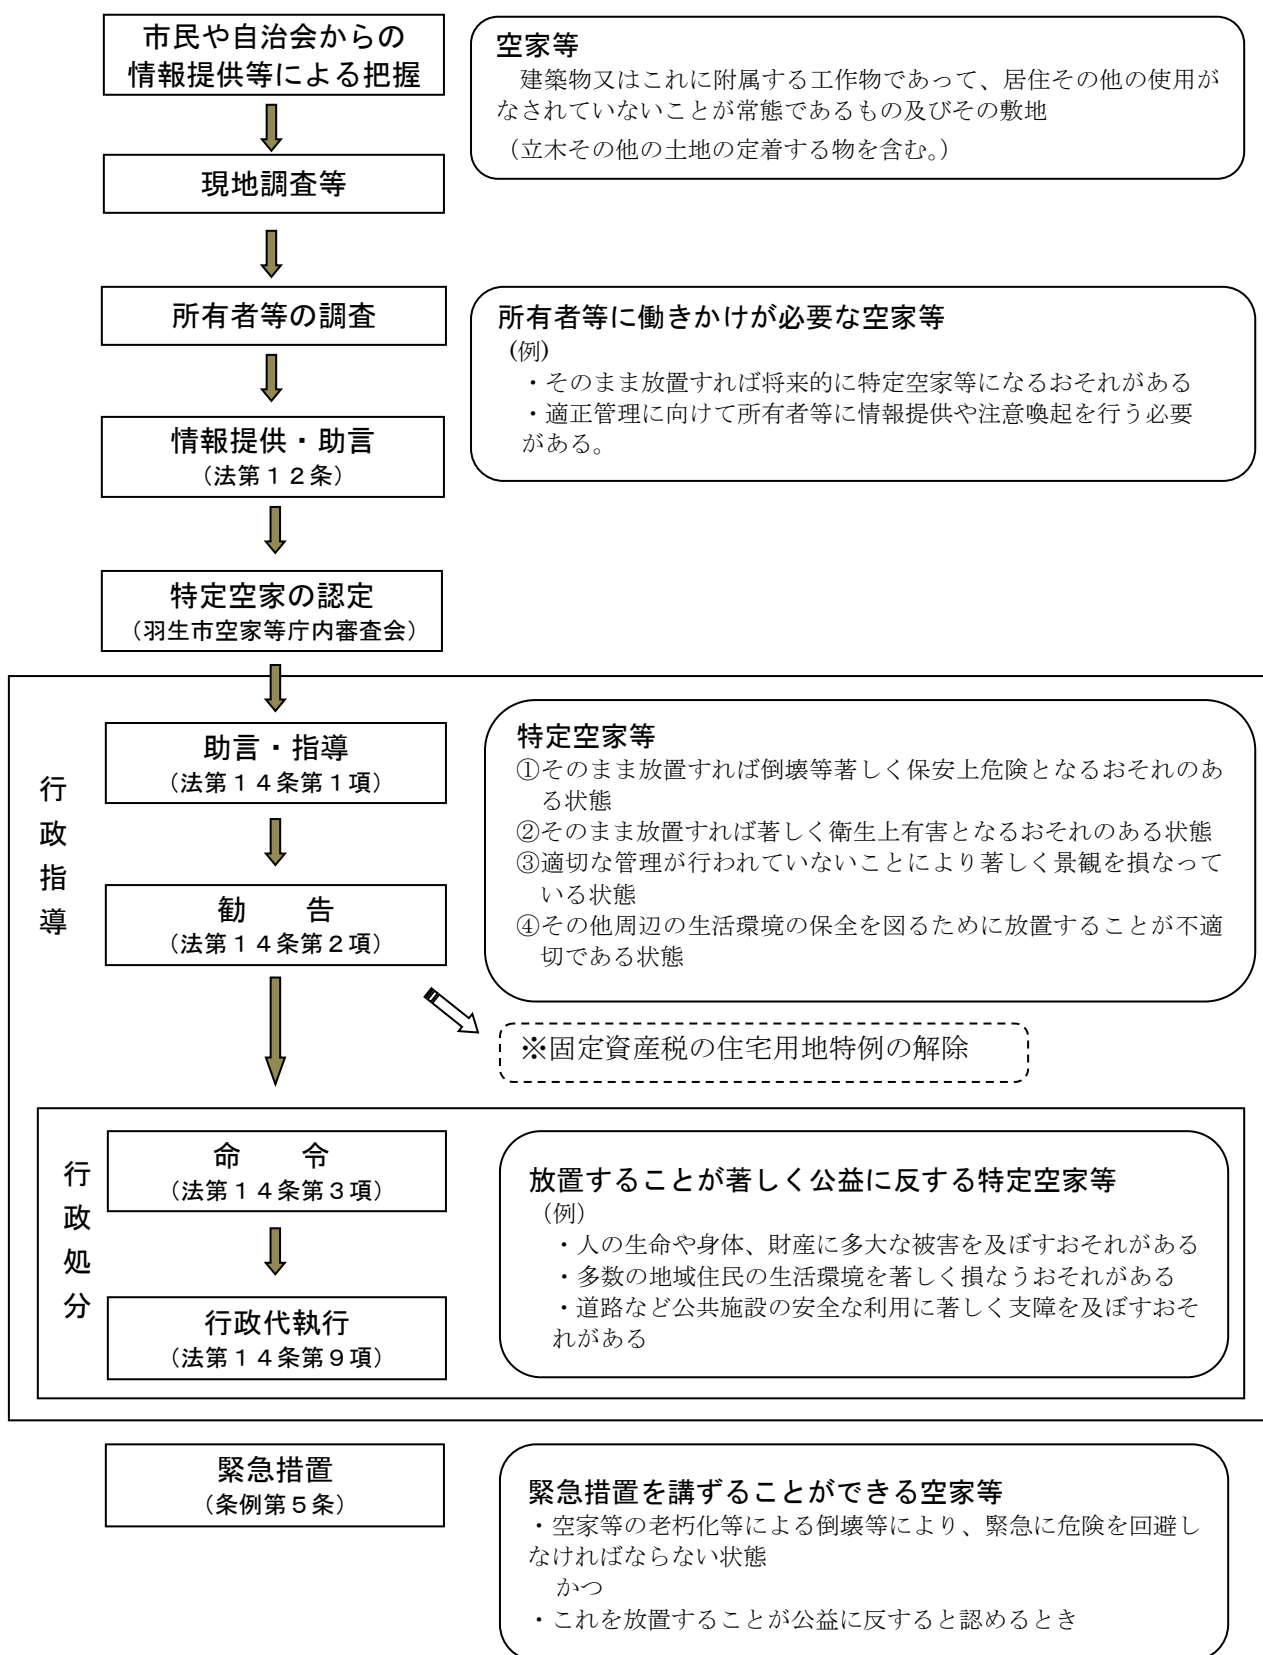 市民や自治会からの
情報提供等による把握
空家等
建築物又はこれに附属する工作物であって、居住その他の使用が
なされていないことが常態であるもの及びその敷地
（立木その他の土地の定着する物を含む。）
現地調査等
所有者等の調査
所有者等に働きかけが必要な空家等
(例)
・そのまま放置すれば将来的に特定空家等になるおそれがある
・適正管理に向けて所有者等に情報提供や注意喚起を行う必要
がある。
情報提供・助言
（法第１２条）
特定空家の認定
（羽生市空家等庁内審査会）
行政指導
助言・指導
（法第１４条第１項）
特定空家等
①そのまま放置すれば倒壊等著しく保安上危険となるおそれのあ
る状態
②そのまま放置すれば著しく衛生上有害となるおそれのある状態
③適切な管理が行われていないことにより著しく景観を損なって
いる状態
④その他周辺の生活環境の保全を図るために放置することが不適
切である状態
勧　　告
（法第１４条第２項）
※固定資産税の住宅用地特例の解除
行政処分
命　　令
（法第１４条第３項）
放置することが著しく公益に反する特定空家等
（例）
・人の生命や身体、財産に多大な被害を及ぼすおそれがある
・多数の地域住民の生活環境を著しく損なうおそれがある
・道路など公共施設の安全な利用に著しく支障を及ぼすおそ
れがある
行政代執行
（法第１４条第９項）
緊急措置
（条例第５条）
緊急措置を講ずることができる空家等
・空家等の老朽化等による倒壊等により、緊急に危険を回避し
なければならない状態
かつ
・これを放置することが公益に反すると認めるとき